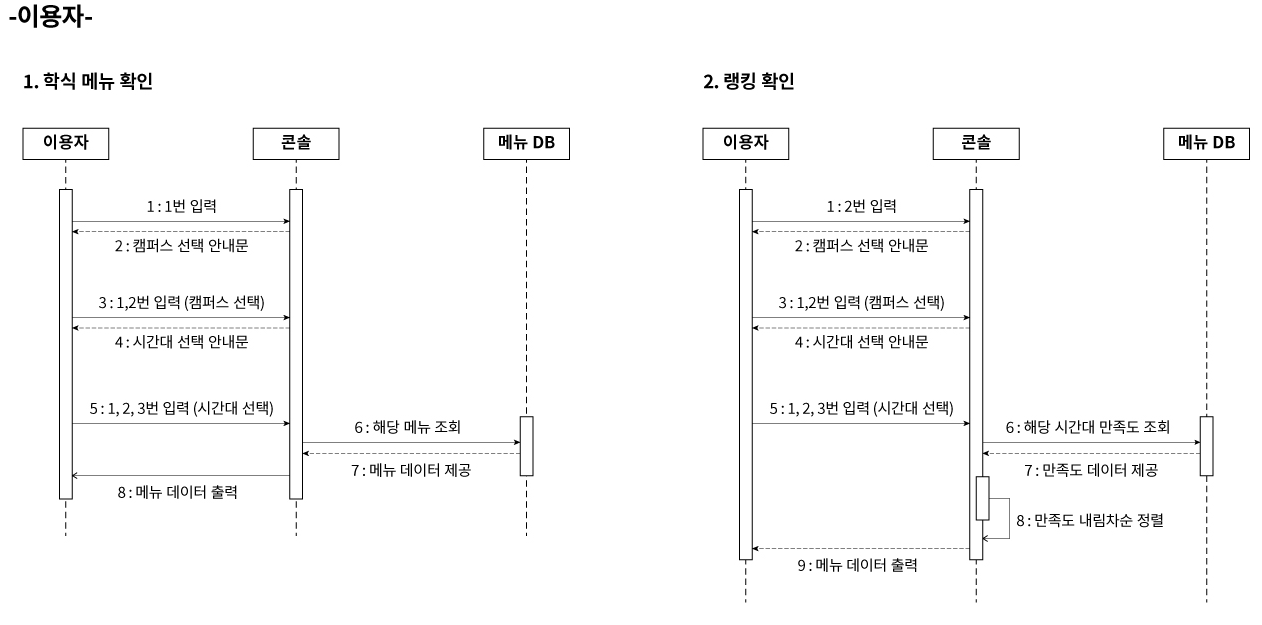 -이용자-
1. 학식 메뉴 확인
이용자
콘솔
메뉴 DB
1 : 1번 입력
2 : 캠퍼스 선택 안내문
3 : 1,2번 입력 (캠퍼스 선택)
4 : 시간대 선택 안내문
5 : 1, 2, 3번 입력 (시간대 선택)
6 : 해당 메뉴 조회
7 : 메뉴 데이터 제공
8 : 메뉴 데이터 출력
2. 랭킹 확인
이용자
콘솔
메뉴 DB
1 : 2번 입력
2 : 캠퍼스 선택 안내문
3 : 1,2번 입력 (캠퍼스 선택)
4 : 시간대 선택 안내문
5 : 1, 2, 3번 입력 (시간대 선택)
6 : 해당 시간대 만족도 조회
7 : 만족도 데이터 제공
8 : 만족도 내림차순 정렬
9 : 메뉴 데이터 출력